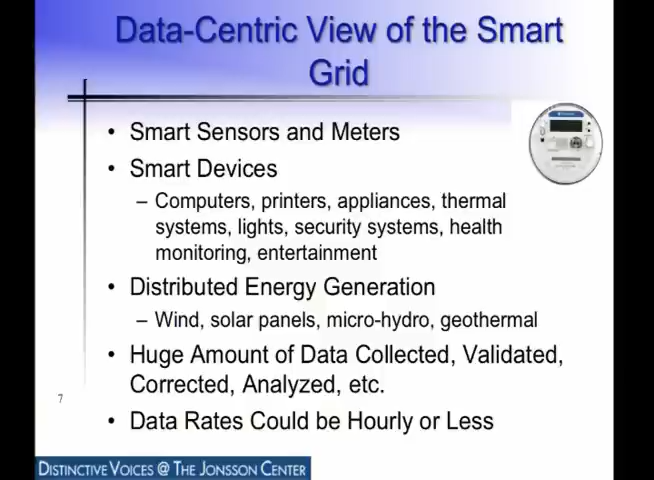 Data-Centric View of the Smart
Grid
• Smart Sensors and Meters
• Smart Devices
– Computers, printers, appliances, thermal
systems, lights, security systems, health
monitoring, entertainment
• Distributed Energy Generation
– Wind, solar panels, micro-hydro, geothermal
• Huge Amount of Data Collected, Validated,
Corrected, Analyzed, etc.
7
• Data Rates Could be Hourly or Less
DISTINCTIVE VOICES @ THE JONSSON CENTER